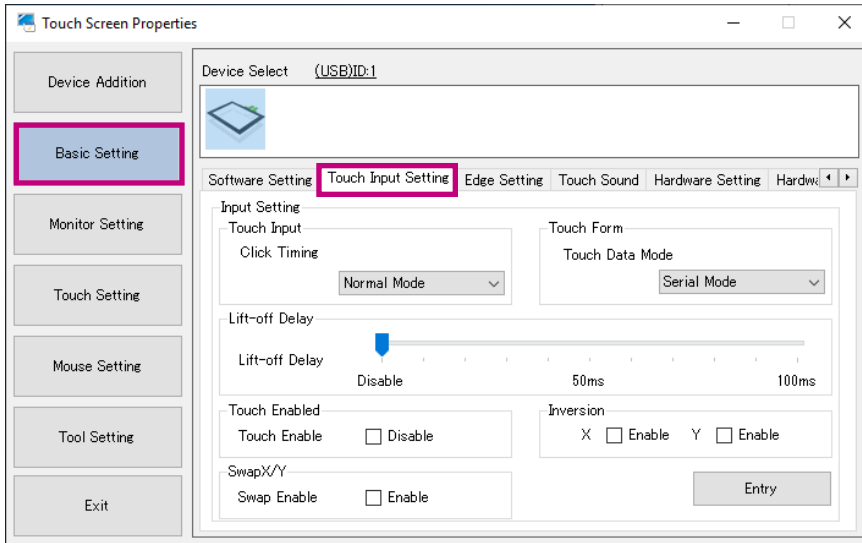 Touch Screen Properties
Device Addition
Basic Setting
Monitor Setting
Touch Setting
Mouse Setting
Tool Setting
Exit
Device Select (USB)ID:1
Software Setting Touch Input Setting Edge Setting Touch Sound Hardware Setting Hardwa
Input Setting
Touch Input
Click Timing
Normal Mode
Touch Form
Touch Data Mode
Serial Mode
Lift-off Delay
Lift-off Delay
Disable 50ms 100ms
Touch Enabled
Touch Enable Disable
Inversion
X Enable Y Enable
SwapX/Y
Swap Enable Enable
Entry